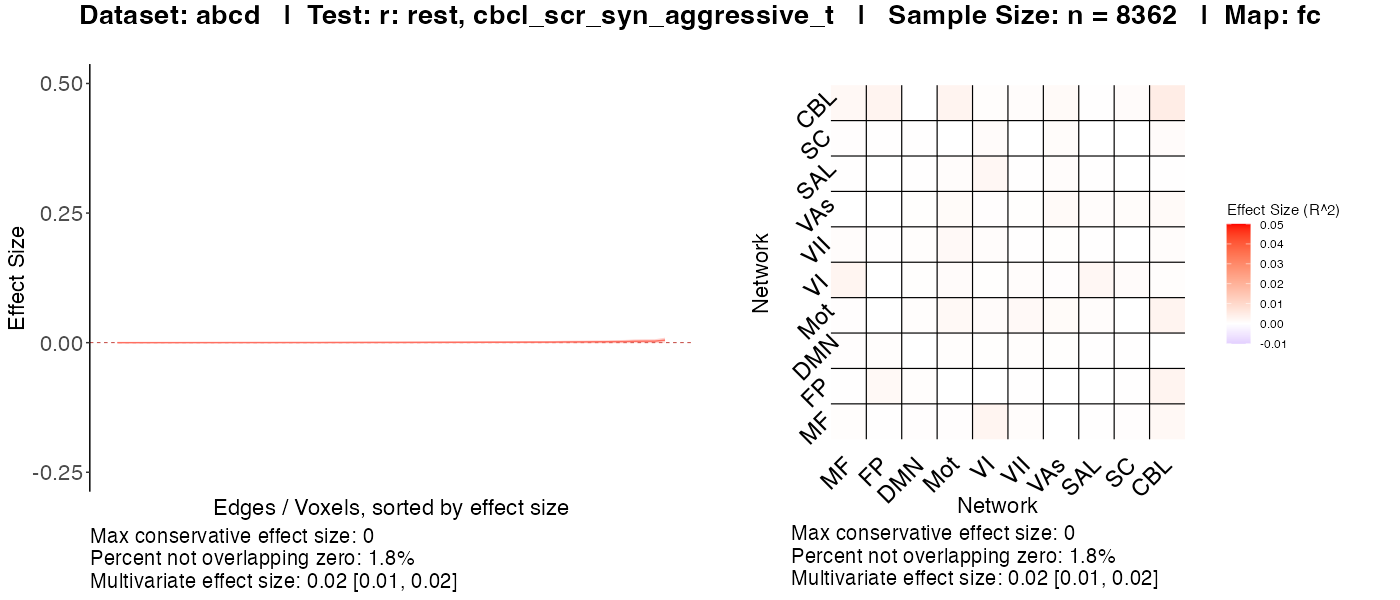 Dataset: abcd | Test: r: rest, cbcl_scr_syn_aggressive_t | Sample Size: n = 8362 | Map: fc
0.50
0.25
0.00
-0.25
Effect Size
Edges / Voxels, sorted by effect size
Max conservative effect size: 0
Percent not overlapping zero: 1.8%
Multivariate effect size: 0.02 [0.01, 0.02]
Network
CBL
SC
SAL
VAs
VII
VI
Mot
DMN
FP
MF
MF
FP
DMN
Mot
VI
VII
VAs
SAL
SC
CBL
Network
Max conservative effect size: 0
Percent not overlapping zero: 1.8%
Multivariate effect size: 0.02 [0.01, 0.02]
Effect Size (R^2)
0.05
0.04
0.03
0.02
0.01
0.00
-0.01